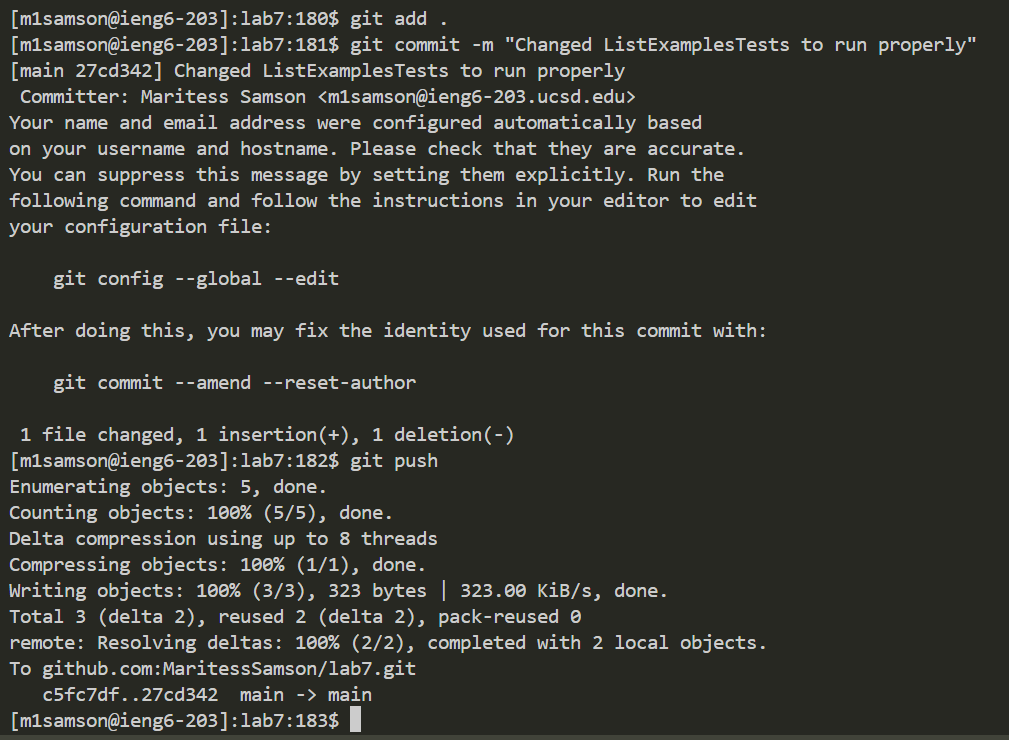 [m1samson@ieng6-203]:lab7:180$ git add .
[m1samson@ieng6-203]:lab7:181$ git commit -m "Changed ListExamplesTests to run properly"
[main 27cd342] Changed ListExamplesTests to run properly
 Committer: Maritess Samson <m1samson@ieng6-203.ucsd.edu>
Your name and email address were configured automatically based
on your username and hostname. Please check that they are accurate.
You can suppress this message by setting them explicitly. Run the
following command and follow the instructions in your editor to edit
your configuration file:

    git config --global --edit

After doing this, you may fix the identity used for this commit with:

    git commit --amend --reset-author

 1 file changed, 1 insertion(+), 1 deletion(-)
[m1samson@ieng6-203]:lab7:182$ git push
Enumerating objects: 5, done.
Counting objects: 100% (5/5), done.
Delta compression using up to 8 threads
Compressing objects: 100% (1/1), done.
Writing objects: 100% (3/3), 323 bytes | 323.00 KiB/s, done.
Total 3 (delta 2), reused 2 (delta 2), pack-reused 0
remote: Resolving deltas: 100% (2/2), completed with 2 local objects.
To github.com:MaritessSamson/lab7.git
   c5fc7df..27cd342  main -> main
[m1samson@ieng6-203]:lab7:183$